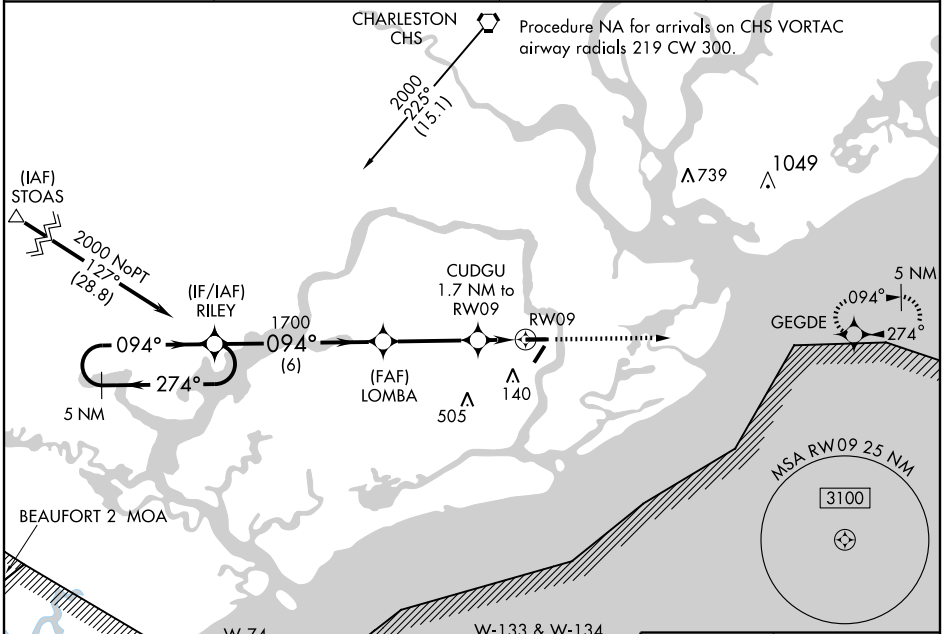 CHARLESTON
CHS
Procedure NA for arrivals on CHS VORTAC
airway radials 219 CW 300.
2000
225°
(15.1)
739
1049
(IAF)
STOAS
2000 NoPT
127°
(28.8)
(IF/IAF)
RILEY
CUDGU
1.7 NM to
RW09
RW09
1700
094°
(6)
094°
274°
5 NM
(FAF)
LOMBA
505
140
GEGDE
5 NM
094°
274°
MSA RW09 25 NM
3100
BEAUFORT 2 MOA
W-74
W-133 & W-134